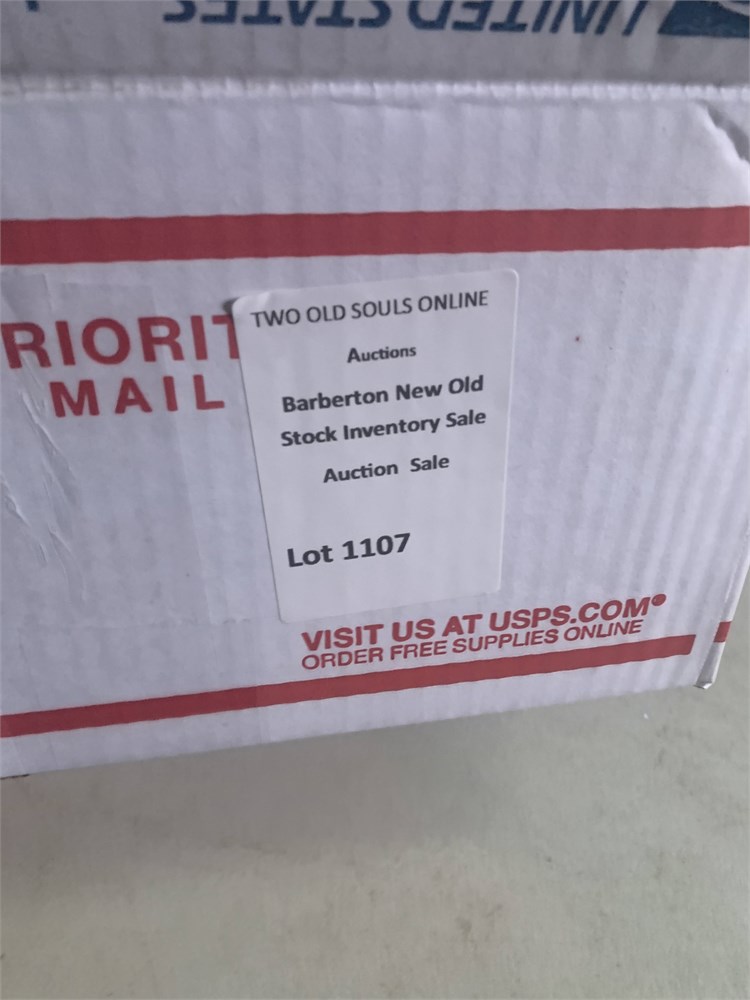 UNITED STATES
RIORIT
MAIL
TWO OLD SOULS ONLINE
Auctions
Barberton New Old
Stock Inventory Sale
Auction Sale
Lot 1107
VISIT US AT USPS.COM®
ORDER FREE SUPPLIES ONLINE